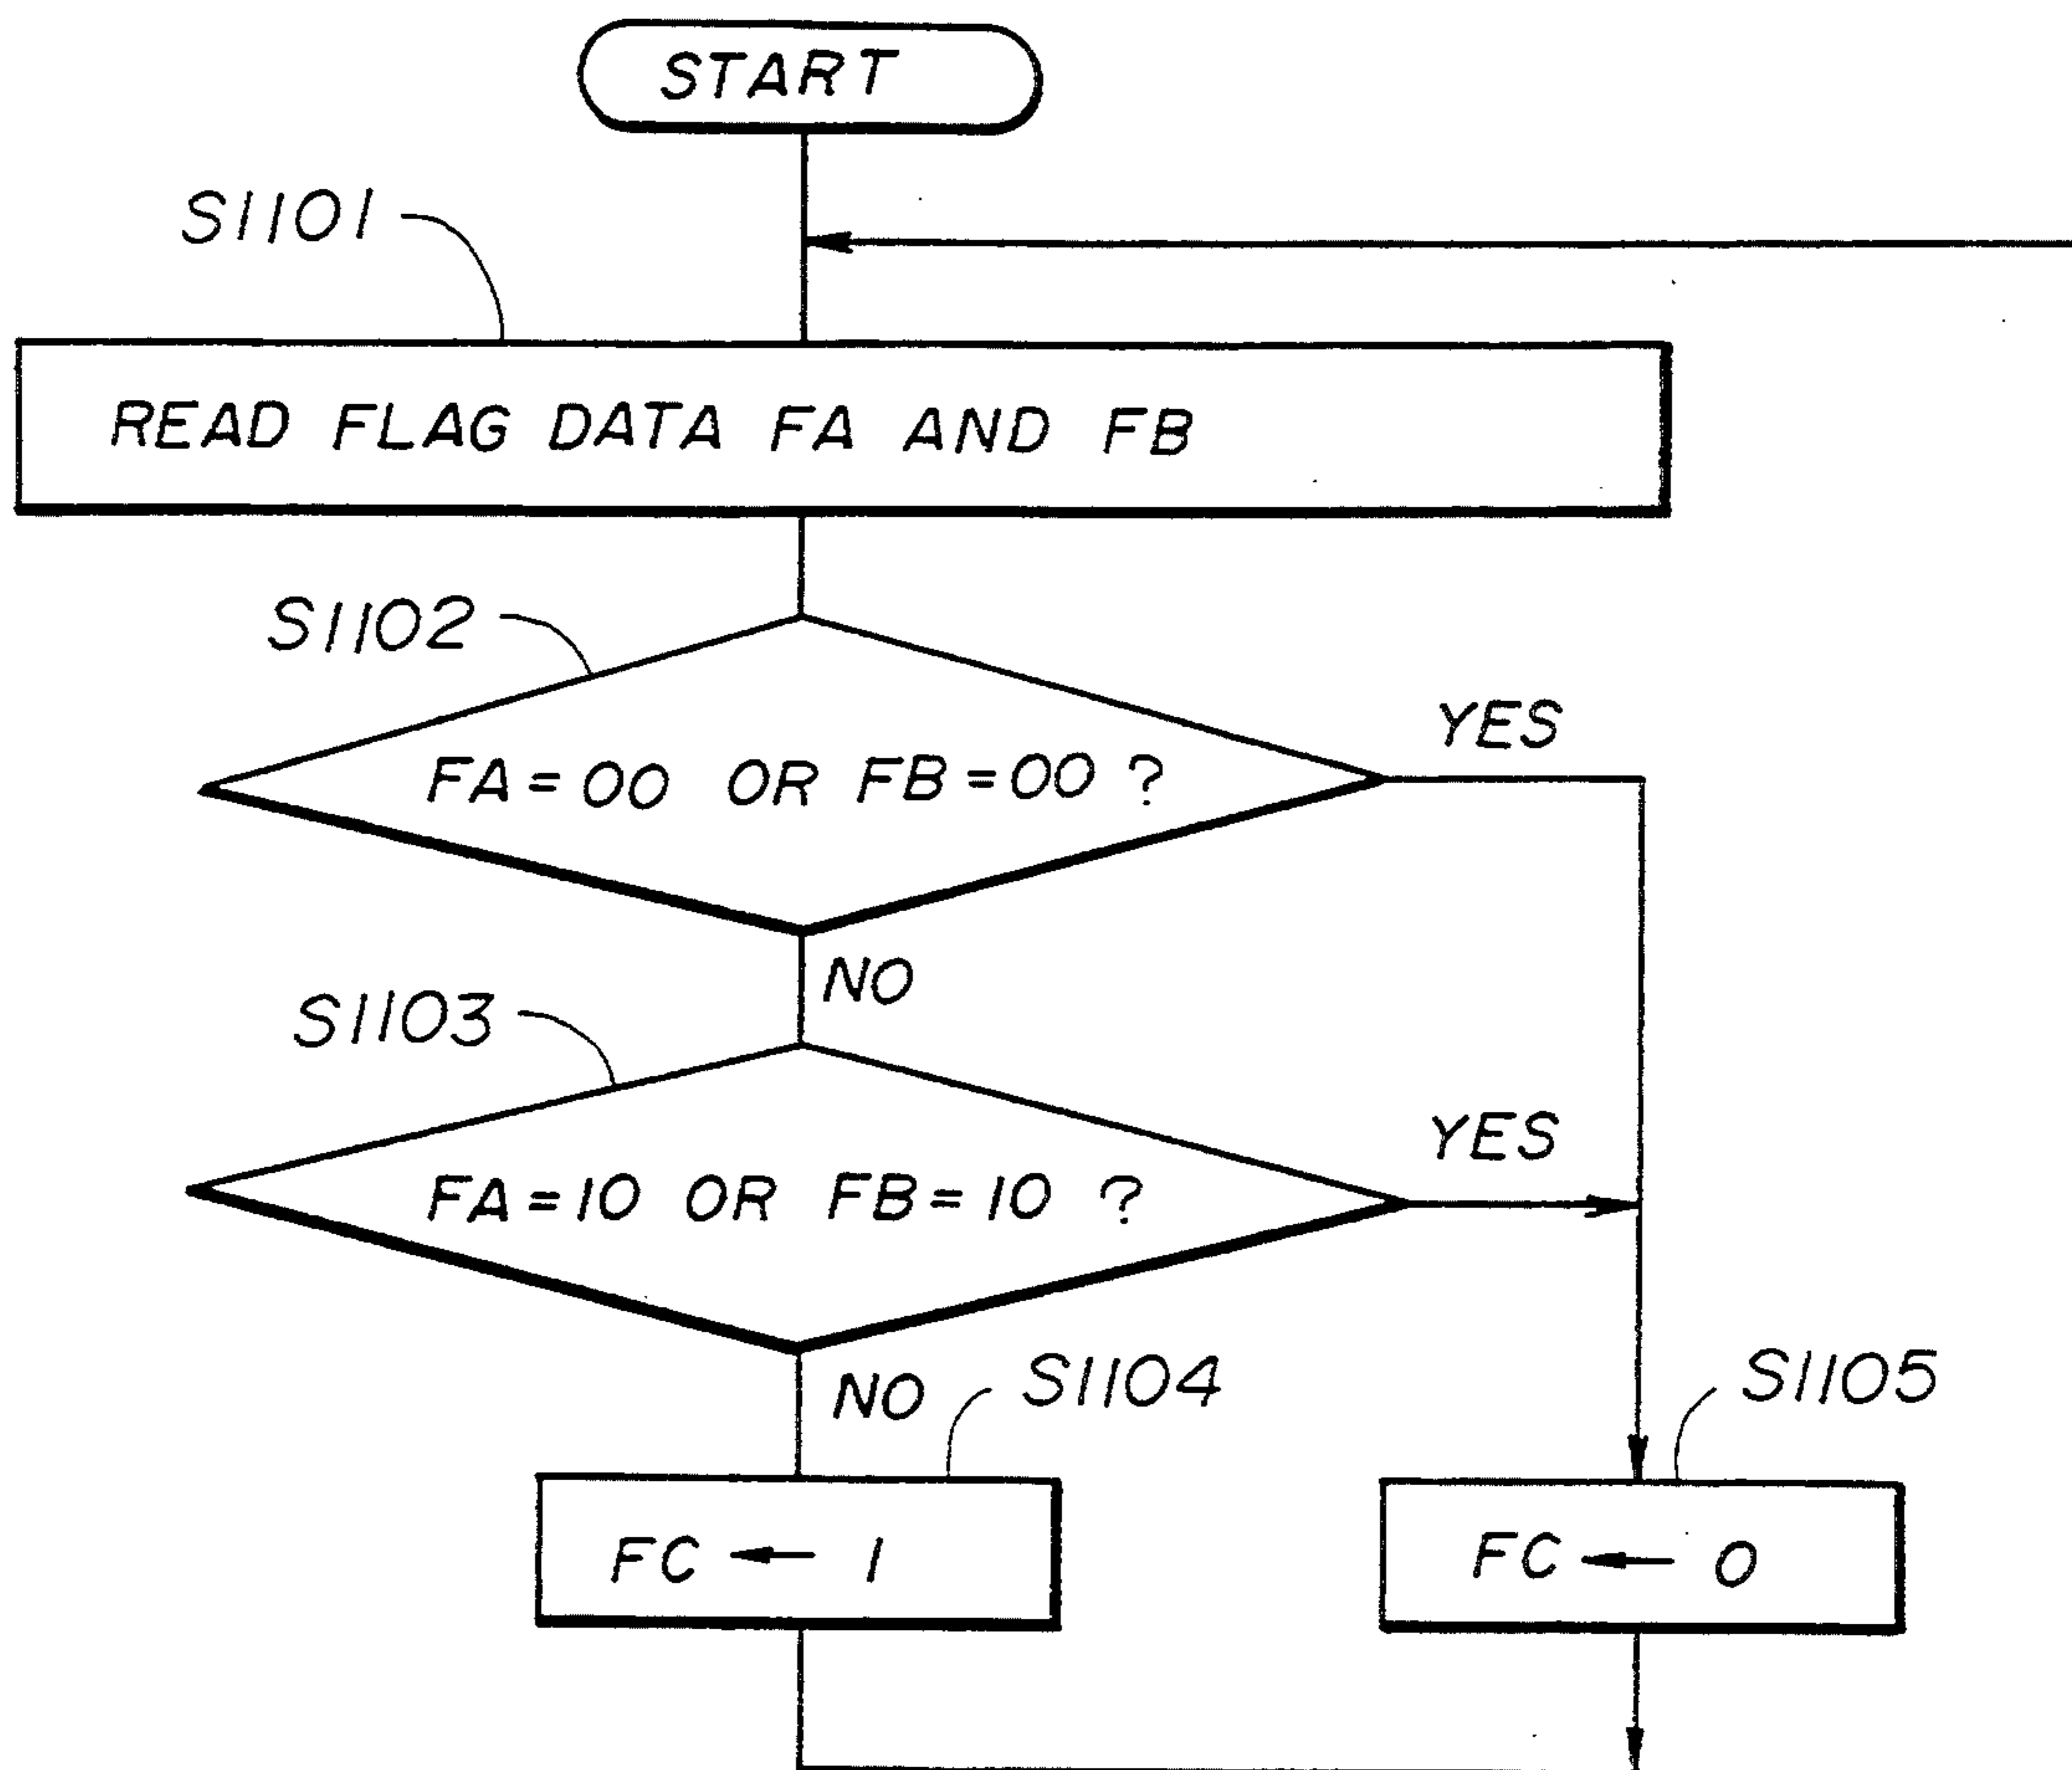 START
S1101
READ FLAG DATA FA AND FB
S1102
YES
FA=00 OR FB=00 ?
NO
S1103
YES
FA=10 OR FB=10 ?
NO
S1104
S1105
FC ← 1
FC ← 0